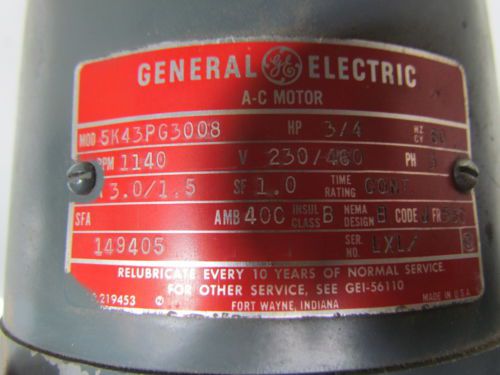 GENERAL GE ELECTRIC
A-C MOTOR
MOD 5K43PG3008 HP 3/4 HZ CY 60
RPM 1140 V 230/460 PH 3
3.0/1.5 SF 1.0 TIME RATING CONT
SFA AMB 40C INSUL CLASS B NEMA DESIGN B CODE J FR
149405 SER. NO. LXL
RELUBRICATE EVERY 10 YEARS OF NORMAL SERVICE.
FOR OTHER SERVICE, SEE GEI-56110
219453 FORT WAYNE, INDIANA MADE IN U.S.A.